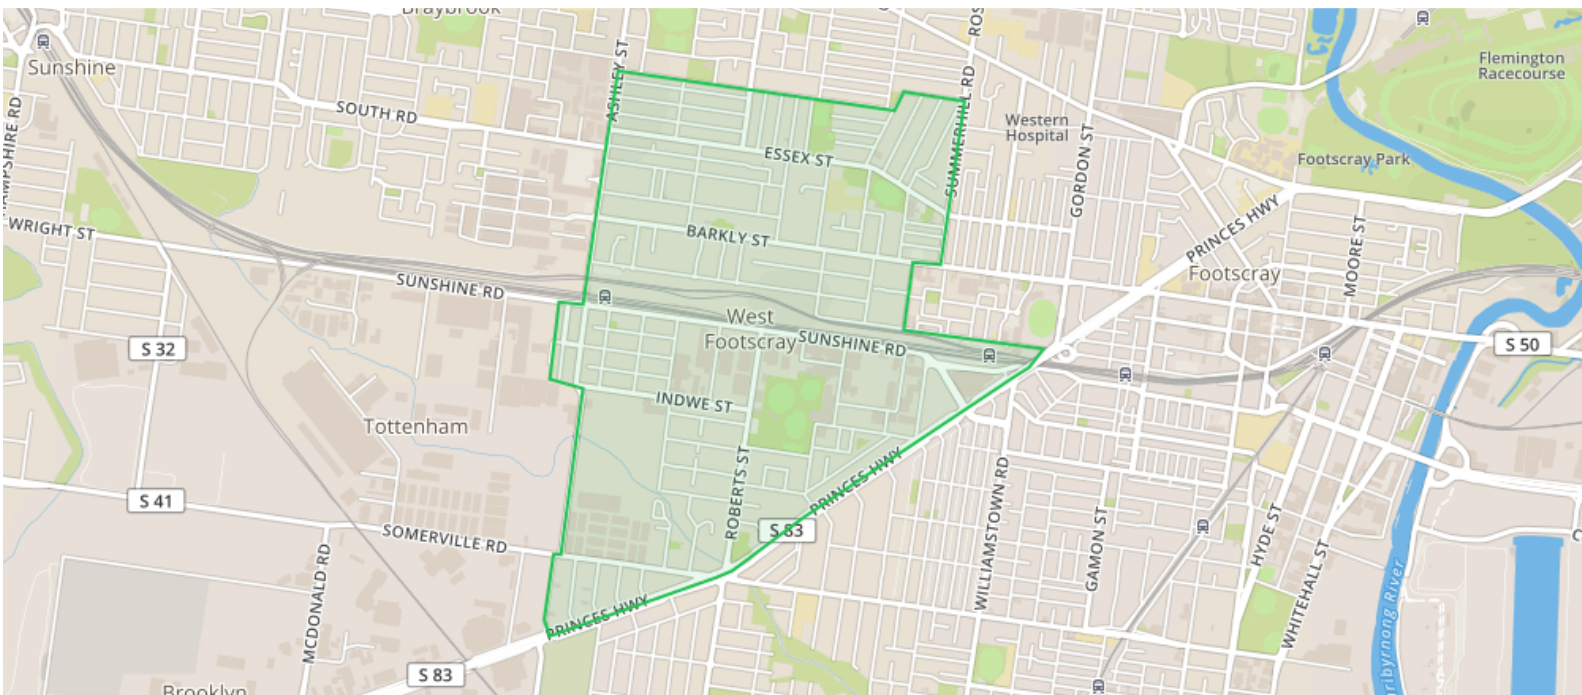 Braybrook
Sunshine
SOUTH RD
ASHLEY ST
SUMMERHILL RD
ROS
Western
Hospital
GORDON ST
Flemington
Racecourse
Footscray Park
ESSEX ST
HAMPSHIRE RD
WRIGHT ST
BARKLY ST
PRINCES HWY
Footscray
MOORE ST
SUNSHINE RD
West
Footscray
SUNSHINE RD
S 32
S 50
INDWE ST
Tottenham
ROBERTS ST
PRINCES HWY
S 83
S 41
SOMERVILLE RD
WILLIAMSTOWN RD
GAMON ST
HYDE ST
WHITEHALL ST
MCDONALD RD
PRINCES HWY
S 83
Brooklyn
ribyrnong River